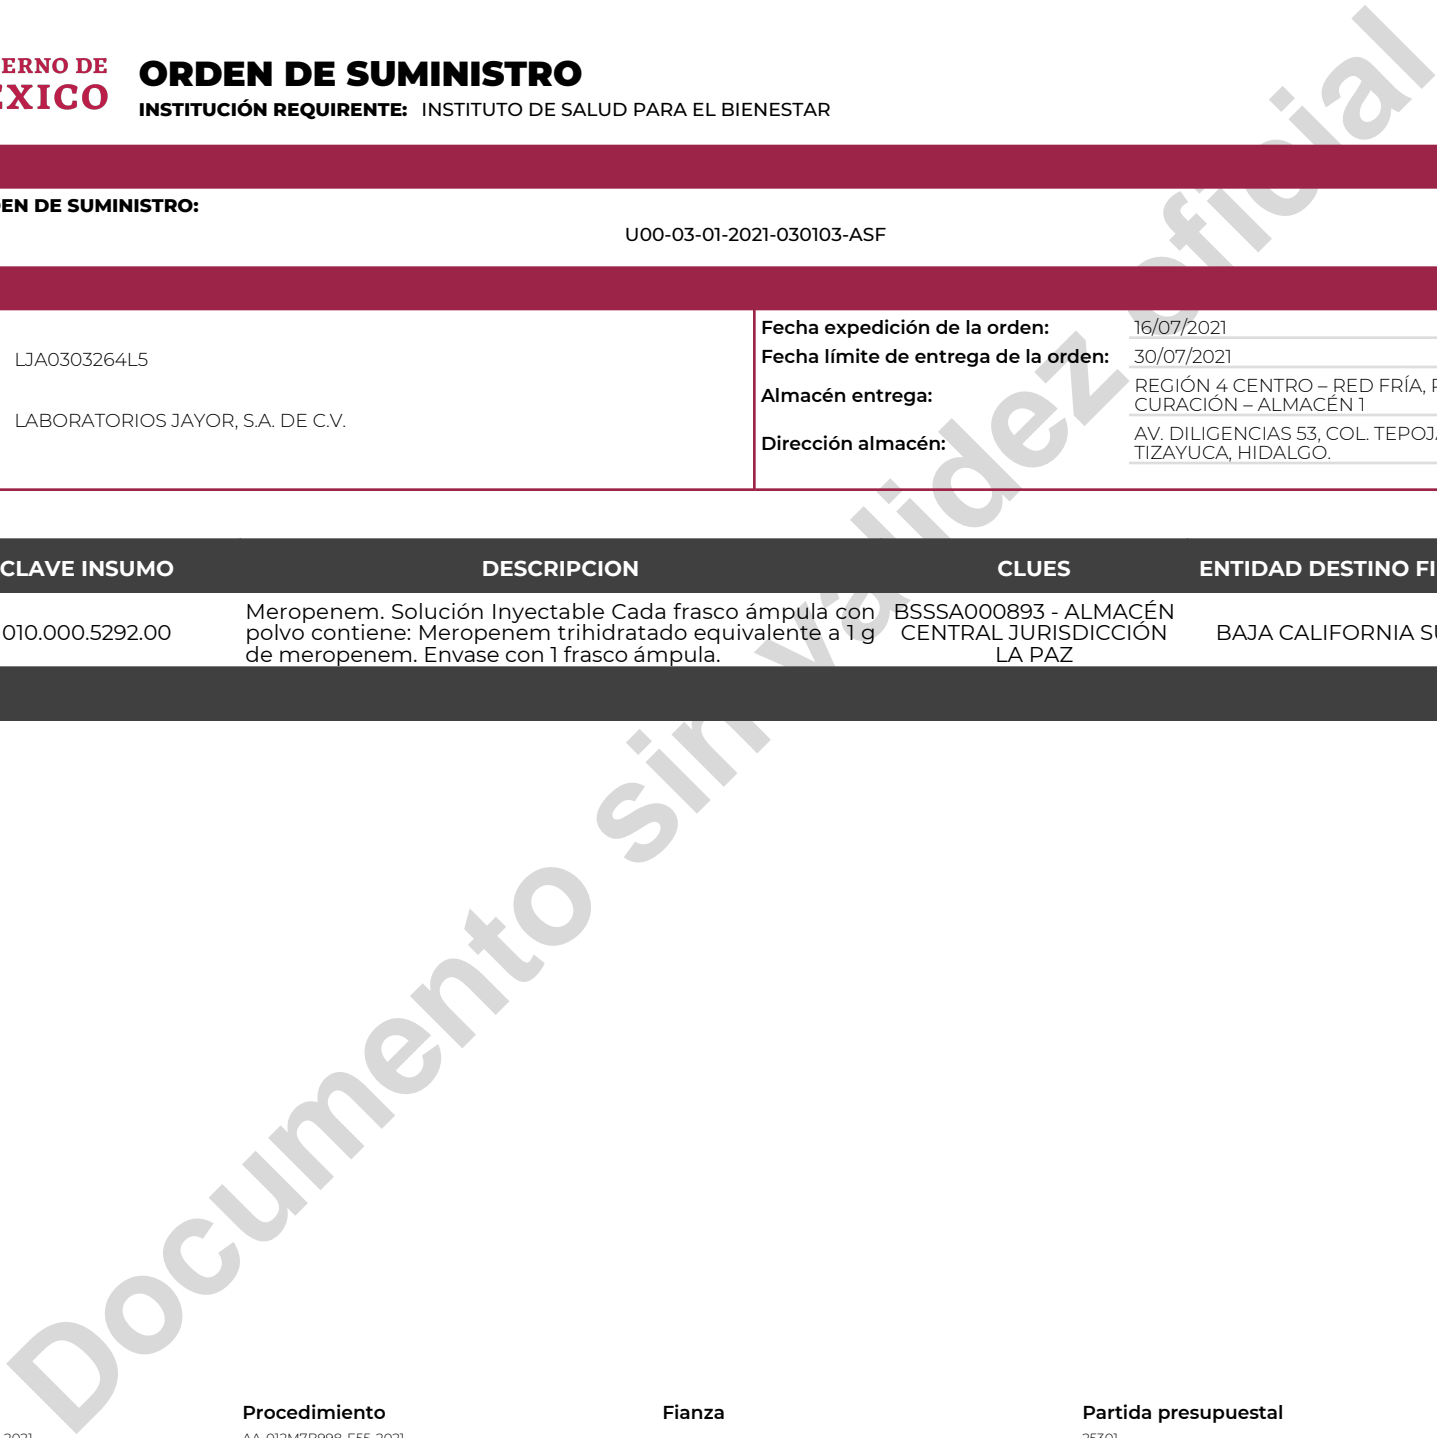 ERNO DE
EXICO
ORDEN DE SUMINISTRO
INSTITUCIÓN REQUIRENTE: INSTITUTO DE SALUD PARA EL BIENESTAR
EN DE SUMINISTRO:
U00-03-01-2021-030103-ASF
LJA0303264L5
LABORATORIOS JAYOR, S.A. DE C.V.
Fecha expedición de la orden: 16/07/2021
Fecha límite de entrega de la orden: 30/07/2021
Almacén entrega: REGIÓN 4 CENTRO – RED FRÍA,
CURACIÓN – ALMACÉN 1
Dirección almacén: AV. DILIGENCIAS 53, COL. TEPOJ
TIZAYUCA, HIDALGO.
CLAVE INSUMO DESCRIPCION CLUES ENTIDAD DESTINO FI
010.000.5292.00
Meropenem. Solución Inyectable Cada frasco ámpula con
polvo contiene: Meropenem trihidratado equivalente a 1 g
de meropenem. Envase con 1 frasco ámpula.
BSSSA000893 - ALMACÉN
CENTRAL JURISDICCIÓN
LA PAZ
BAJA CALIFORNIA S
Documento sin validez oficial
Procedimiento Fianza Partida presupuestal